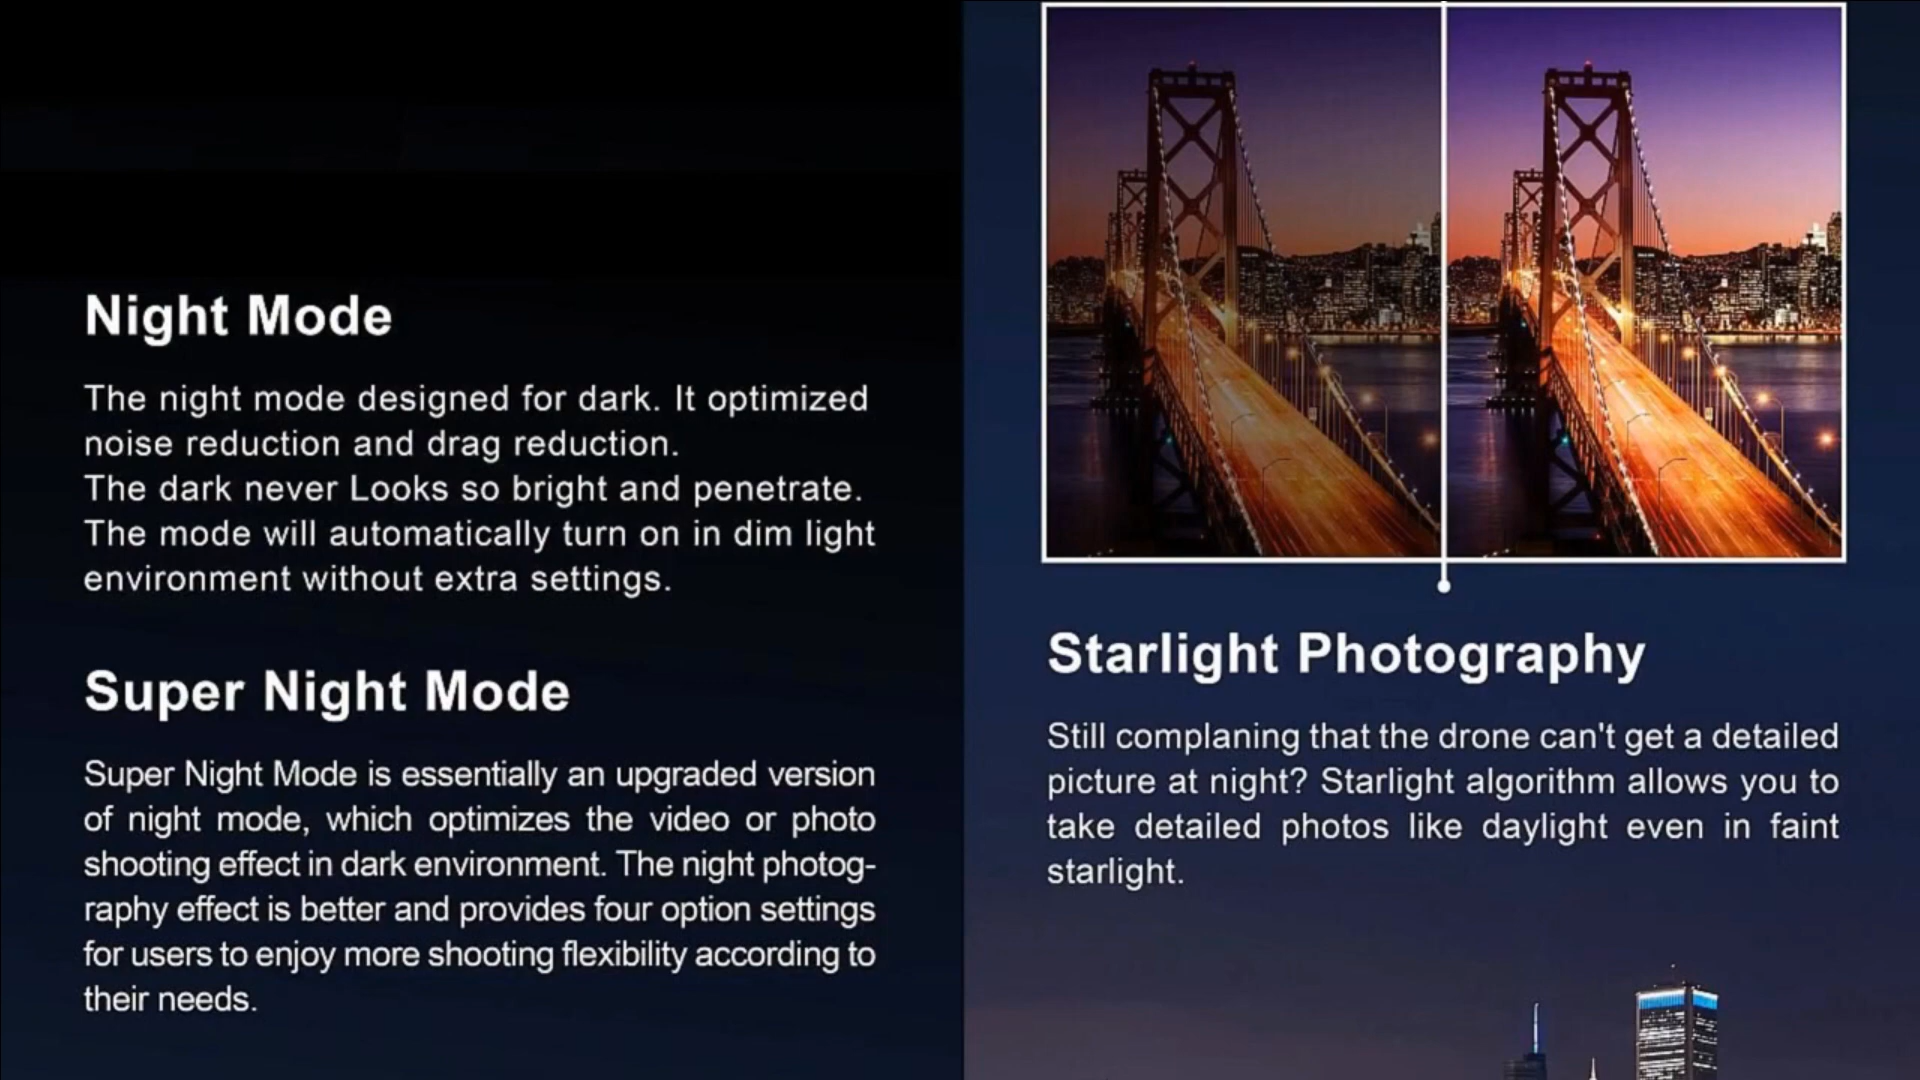 Night Mode
The night mode designed for dark. It optimized
noise reduction and drag reduction.
The dark never Looks so bright and penetrate.
The mode will automatically turn on in dim light
environment without extra settings.
Super Night Mode
Super Night Mode is essentially an upgraded version
of night mode, which optimizes the video or photo
shooting effect in dark environment. The night photog-
raphy effect is better and provides four option settings
for users to enjoy more shooting flexibility according to
their needs.
Starlight Photography
Still complaning that the drone can't get a detailed
picture at night? Starlight algorithm allows you to
take detailed photos like daylight even in faint
starlight.